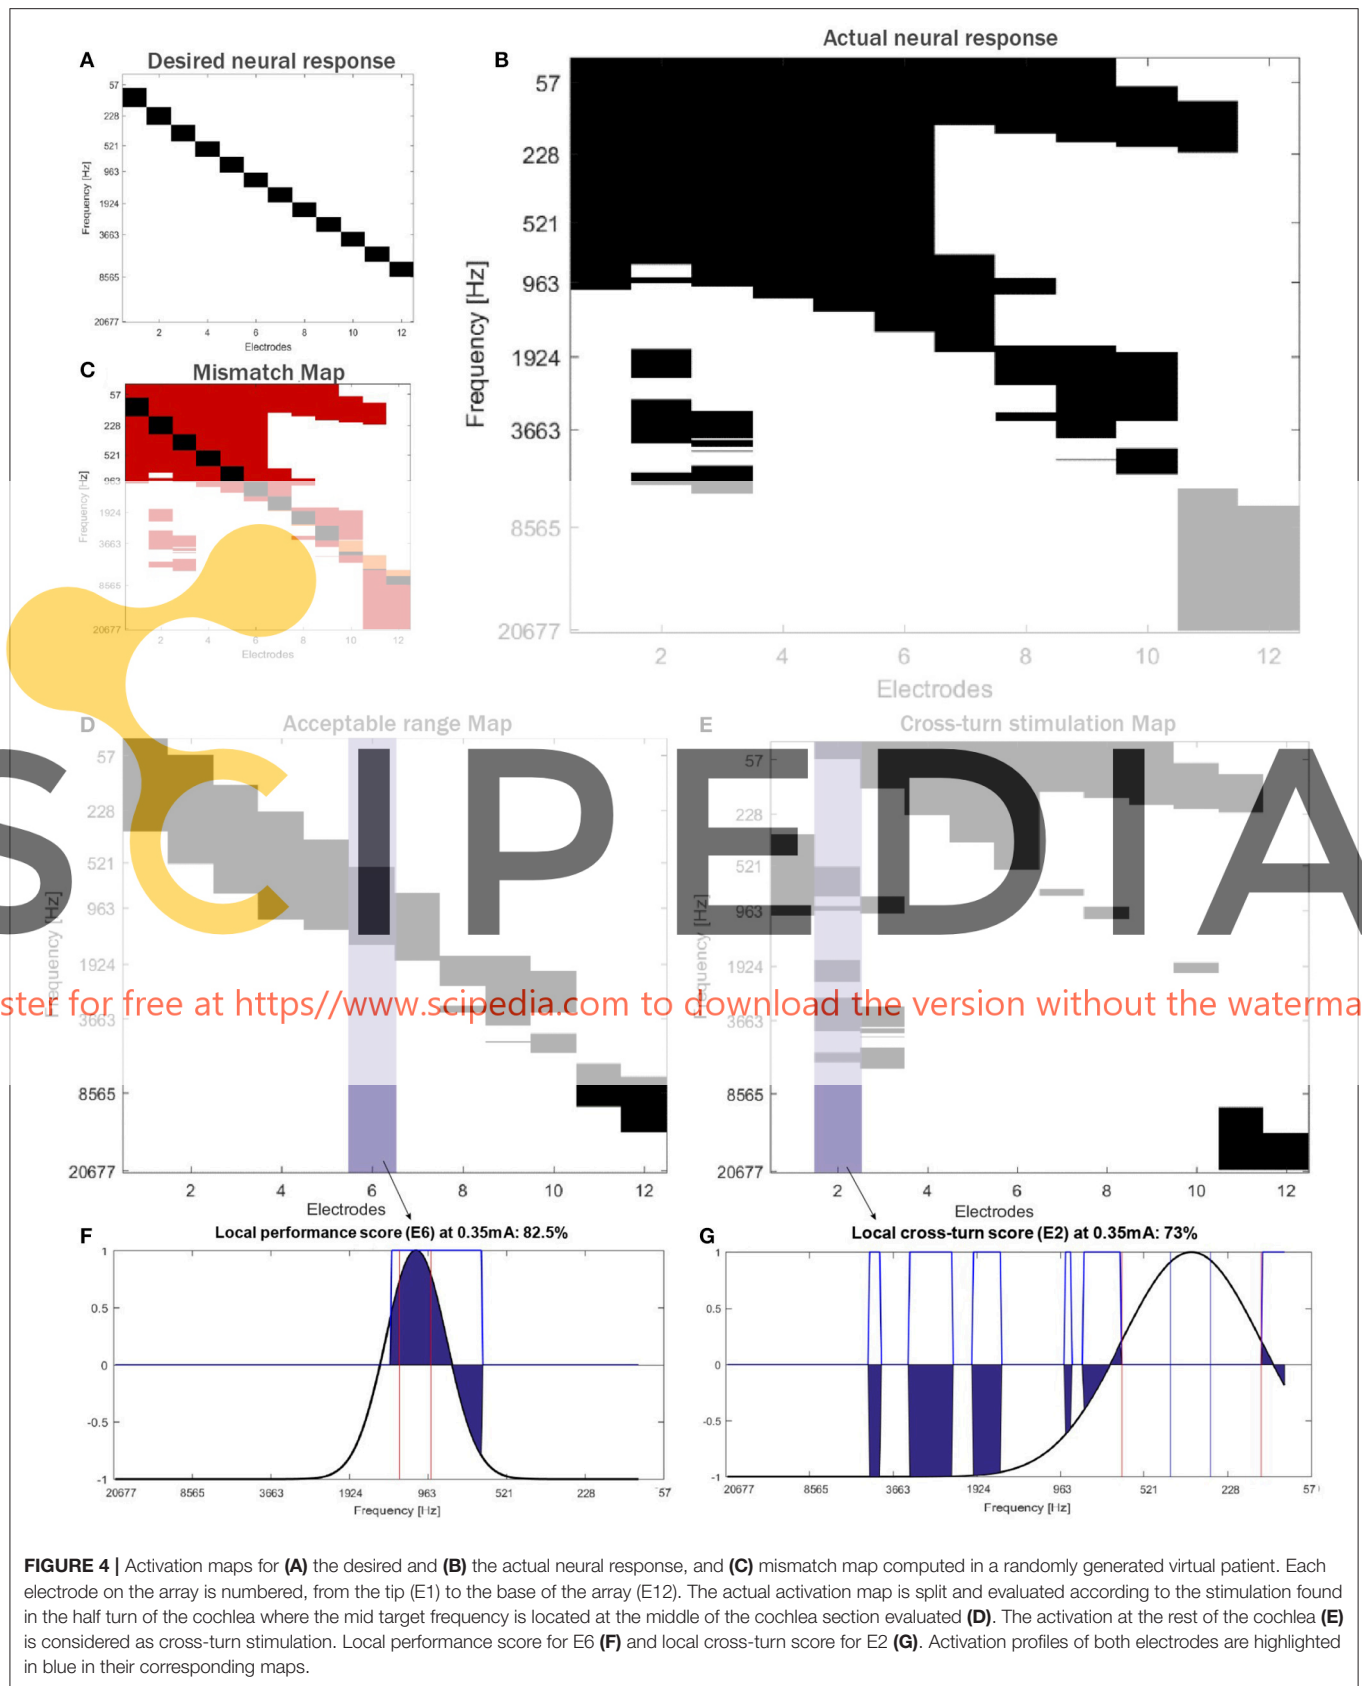 A
Desired neural response
57
228
521
963
1924
3663
8565
20677
Frequency [Hz]
2 4 6 8 10 12
Electrodes
B
Actual neural response
57
228
521
963
1924
3663
8565
20677
Frequency [Hz]
2 4 6 8 10 12
Electrodes
C
Mismatch Map
57
228
521
963
1924
3663
8565
20677
Frequency [Hz]
2 4 6 8 10 12
Electrodes
D
Acceptable range Map
57
228
521
963
1924
3663
8565
20677
Frequency [Hz]
2 4 6 8 10 12
Electrodes
E
Cross-turn stimulation Map
57
228
521
963
1924
3663
8565
20677
Frequency [Hz]
2 4 6 8 10 12
Electrodes
SCIPEDIA
ster for free at https//www.scipedia.com to download the version without the waterma
F
Local performance score (E6) at 0.35mA: 82.5%
1
0.5
0
-0.5
-1
20677 8565 3663 1924 963 521 228 57
Frequency [Hz]
G
Local cross-turn score (E2) at 0.35mA: 73%
1
0.5
0
-0.5
-1
20677 8565 3663 1924 963 521 228 57
Frequency [Hz]
FIGURE 4 | Activation maps for (A) the desired and (B) the actual neural response, and (C) mismatch map computed in a randomly generated virtual patient. Each
electrode on the array is numbered, from the tip (E1) to the base of the array (E12). The actual activation map is split and evaluated according to the stimulation found
in the half turn of the cochlea where the mid target frequency is located at the middle of the cochlea section evaluated (D). The activation at the rest of the cochlea (E)
is considered as cross-turn stimulation. Local performance score for E6 (F) and local cross-turn score for E2 (G). Activation profiles of both electrodes are highlighted
in blue in their corresponding maps.